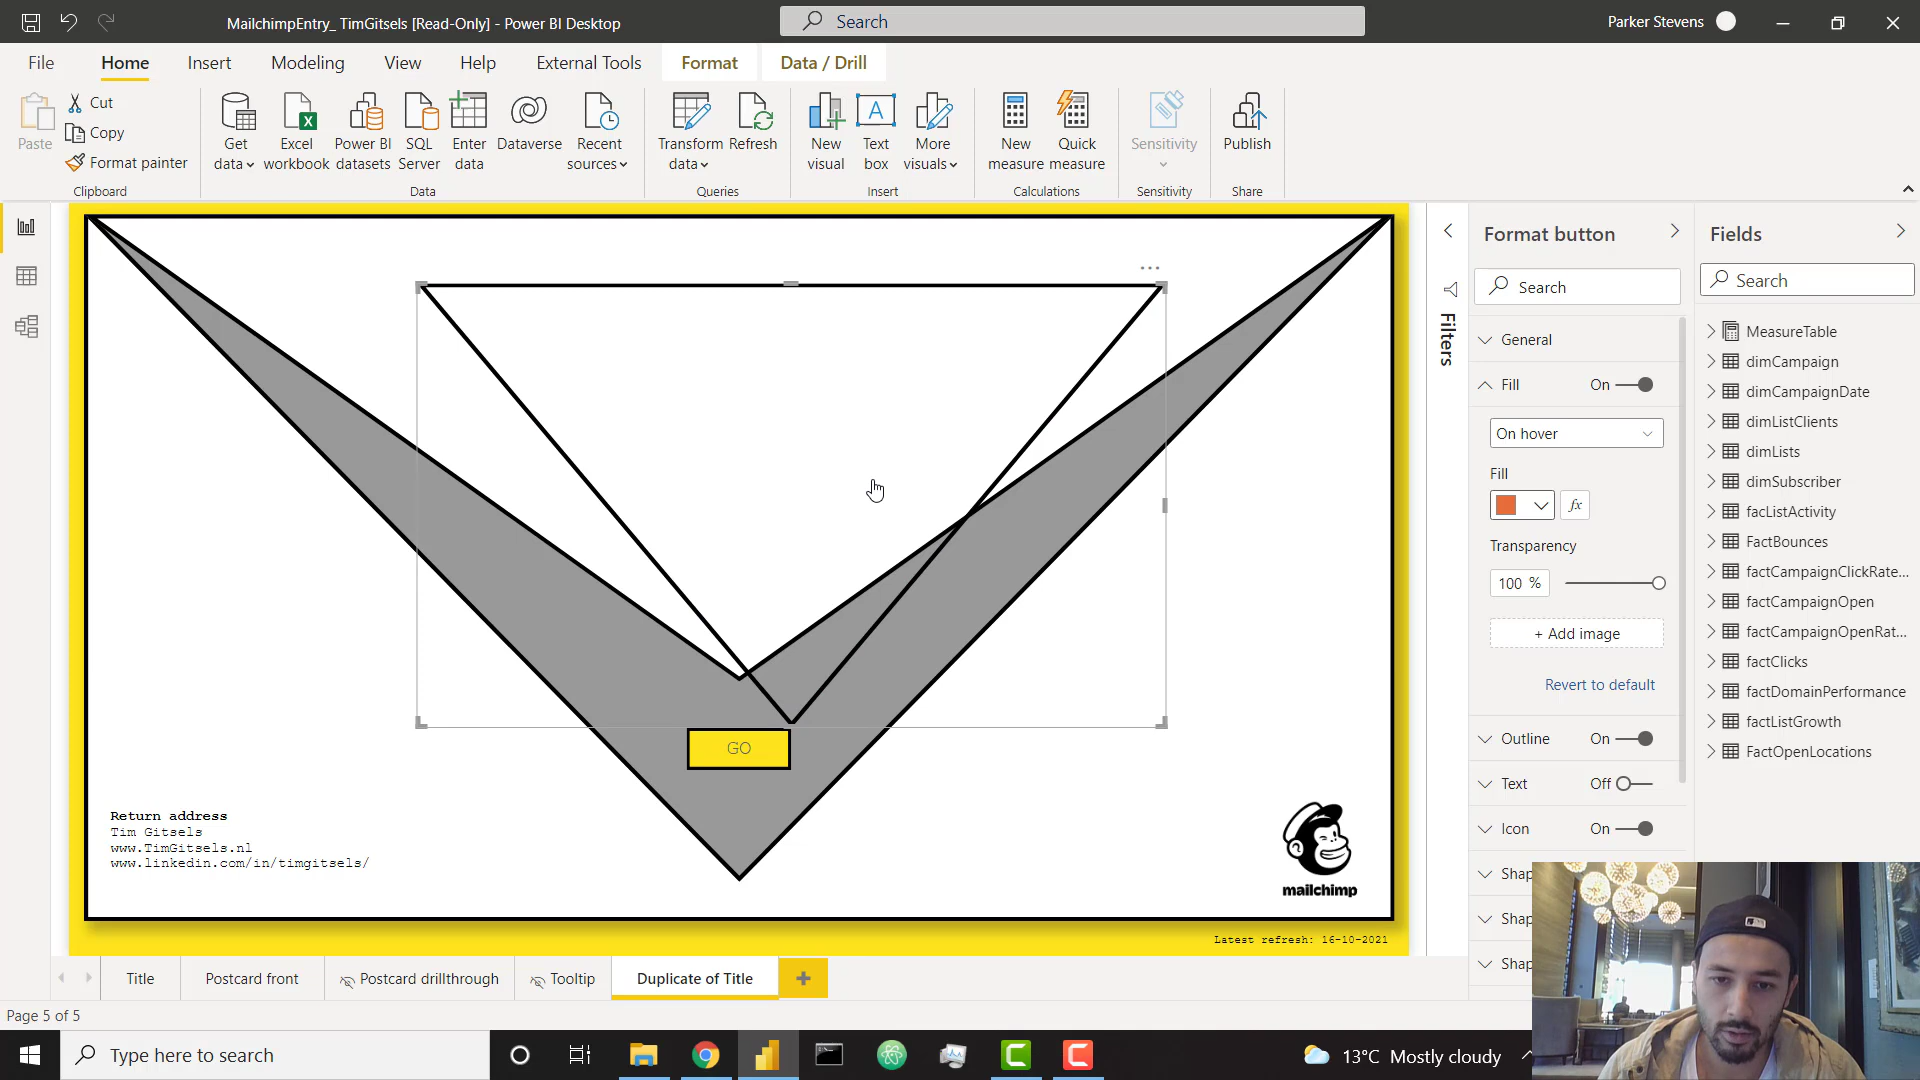 MailchimpEntry_ TimGitsels [Read-Only] - Power BI Desktop
Search
Parker Stevens
File Home Insert Modeling View Help External Tools Format Data / Drill
Paste
Cut
Copy
Format painter
Clipboard
Get data
Excel workbook
Power BI datasets
SQL Server
Enter data
Dataverse
Recent sources
Data
Transform data
Refresh
Queries
New visual
Text box
More visuals
Insert
New measure
Quick measure
Calculations
Sensitivity
Sensitivity
Publish
Share
GO
Return address
Tim Gitsels
www.TimGitsels.nl
www.linkedin.com/in/timgitsels/
mailchimp
Latest refresh: 16-10-2021
Filters
Format button
Search
General
Fill On
On hover
Fill
fx
Transparency
100 %
+ Add image
Revert to default
Outline On
Text Off
Icon On
Shap
Shap
Shap
Fields
Search
MeasureTable
dimCampaign
dimCampaignDate
dimListClients
dimLists
dimSubscriber
facListActivity
FactBounces
factCampaignClickRate...
factCampaignOpen
factCampaignOpenRat...
factClicks
factDomainPerformance
factListGrowth
FactOpenLocations
Title
Postcard front
Postcard drillthrough
Tooltip
Duplicate of Title
Page 5 of 5
Type here to search
13°C Mostly cloudy